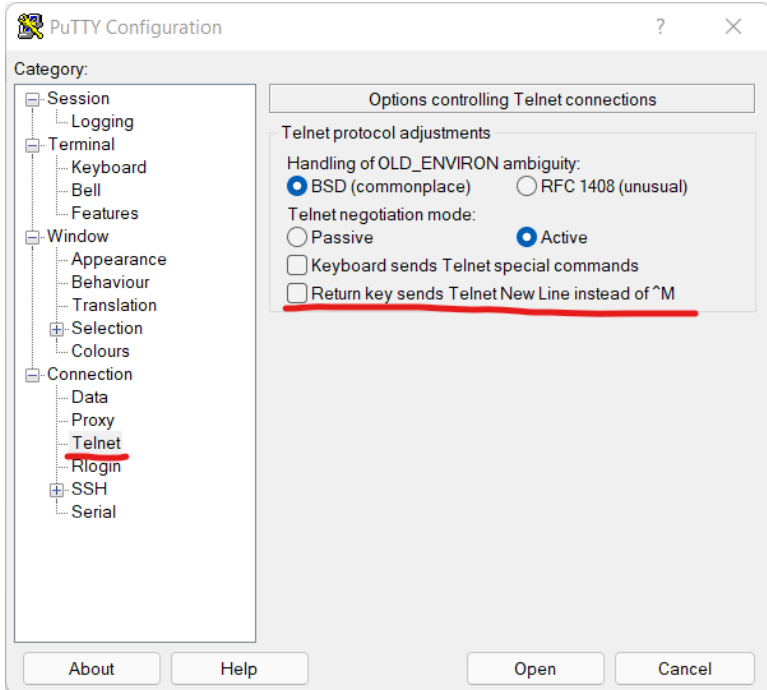 PuTTY Configuration
?
Category:
Session
Logging
Terminal
Keyboard
Bell
Features
Window
Appearance
Behaviour
Translation
Selection
Colours
Connection
Data
Proxy
Telnet
Rlogin
SSH
Serial
Options controlling Telnet connections
Telnet protocol adjustments
Handling of OLD_ENVIRON ambiguity:
BSD (commonplace) RFC 1408 (unusual)
Telnet negotiation mode:
Passive Active
Keyboard sends Telnet special commands
Return key sends Telnet New Line instead of ^M
About Help Open Cancel